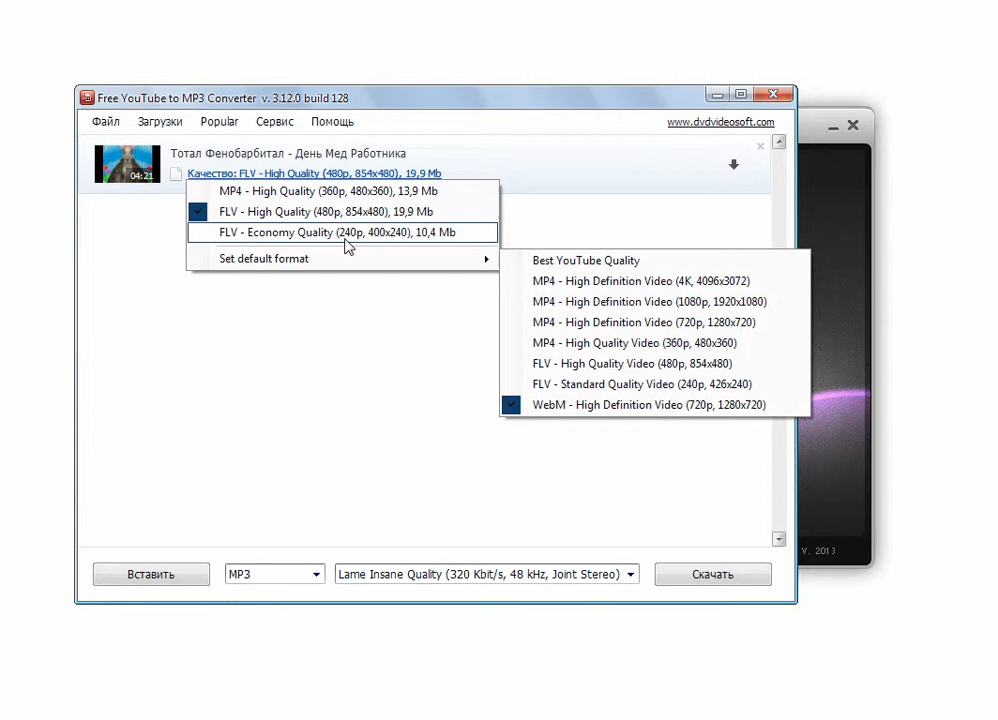 Free YouTube to MP3 Converter v. 3.12.0 build 128
Файл Загрузки Popular Сервис Помощь
www.dvdvideosoft.com
Тотал Фенобарбитал - День Мед Работника
04:21
Качество: FLV - High Quality (480p, 854x480), 19,9 Mb
MP4 - High Quality (360p, 480x360), 13,9 Mb
FLV - High Quality (480p, 854x480), 19,9 Mb
FLV - Economy Quality (240p, 400x240), 10,4 Mb
Set default format
Best YouTube Quality
MP4 - High Definition Video (4K, 4096x3072)
MP4 - High Definition Video (1080p, 1920x1080)
MP4 - High Definition Video (720p, 1280x720)
MP4 - High Quality Video (360p, 480x360)
FLV - High Quality Video (480p, 854x480)
FLV - Standard Quality Video (240p, 426x240)
WebM - High Definition Video (720p, 1280x720)
V. 2013
Вставить
MP3
Lame Insane Quality (320 Kbit/s, 48 kHz, Joint Stereo)
Скачать